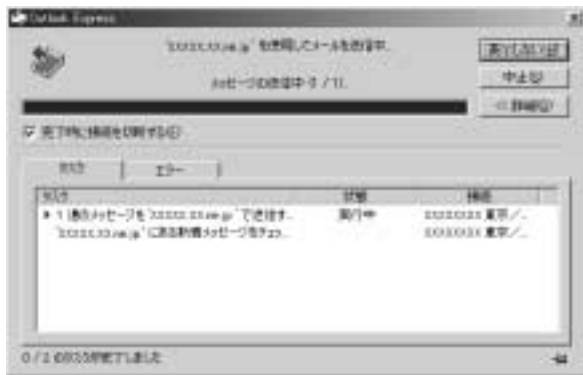 Outlook Express
'xxxxx.xx.ne.jp' を使用したメールを送信中...
表示しない(H)
メッセージの送信中 (1 / 1)...
中止(S)
<< 詳細(D)
完了時に接続を切断する(E)
タスク
エラー
タスク 状態 接続
1 通のメッセージを 'xxxxx.xx.ne.jp' で送信す... 実行中 xxxxxxxx 東京／...
'xxxxx.xx.ne.jp' にある新着メッセージをチェッ... xxxxxxxx 東京／...
0 / 2 のタスクが完了しました